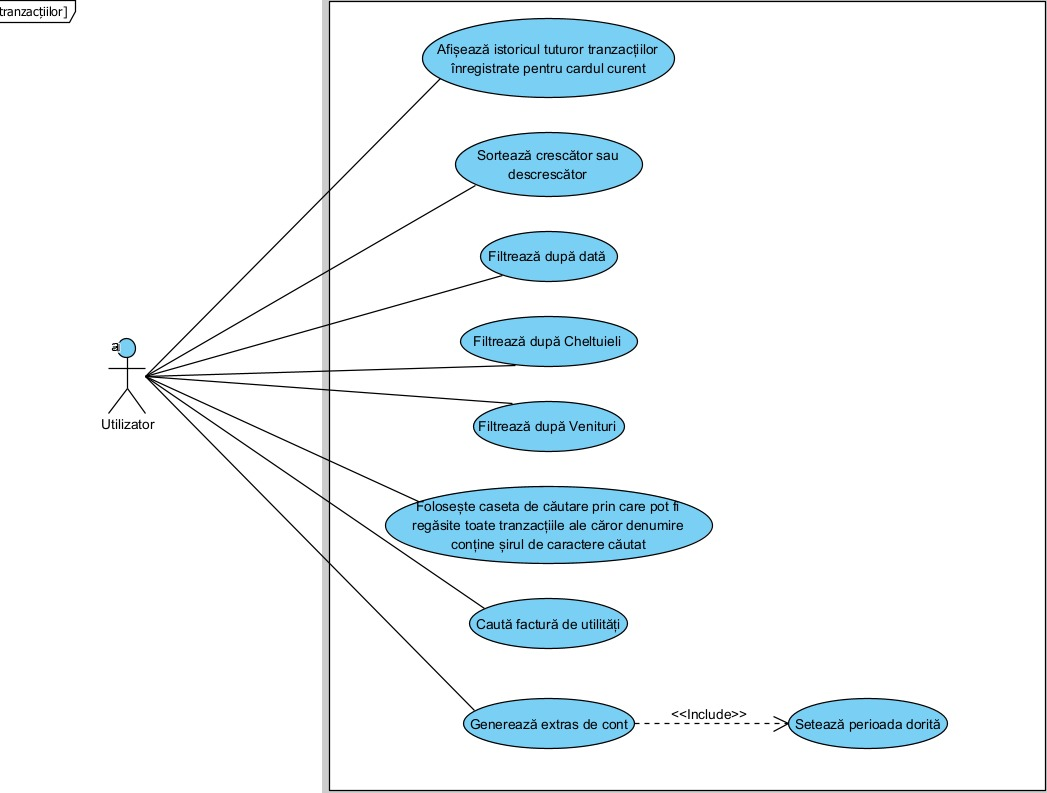 tranzacțiilor]
Afișează istoricul tuturor tranzacțiilor
înregistrate pentru cardul curent
Sortează crescător sau
descrescător
Filtrează după dată
Filtrează după Cheltuieli
Filtrează după Venituri
Utilizator
Folosește caseta de căutare prin care pot fi
regăsite toate tranzacțiile ale căror denumire
conține șirul de caractere căutat
Caută factură de utilități
Generează extras de cont
<<Include>>
Setează perioada dorită